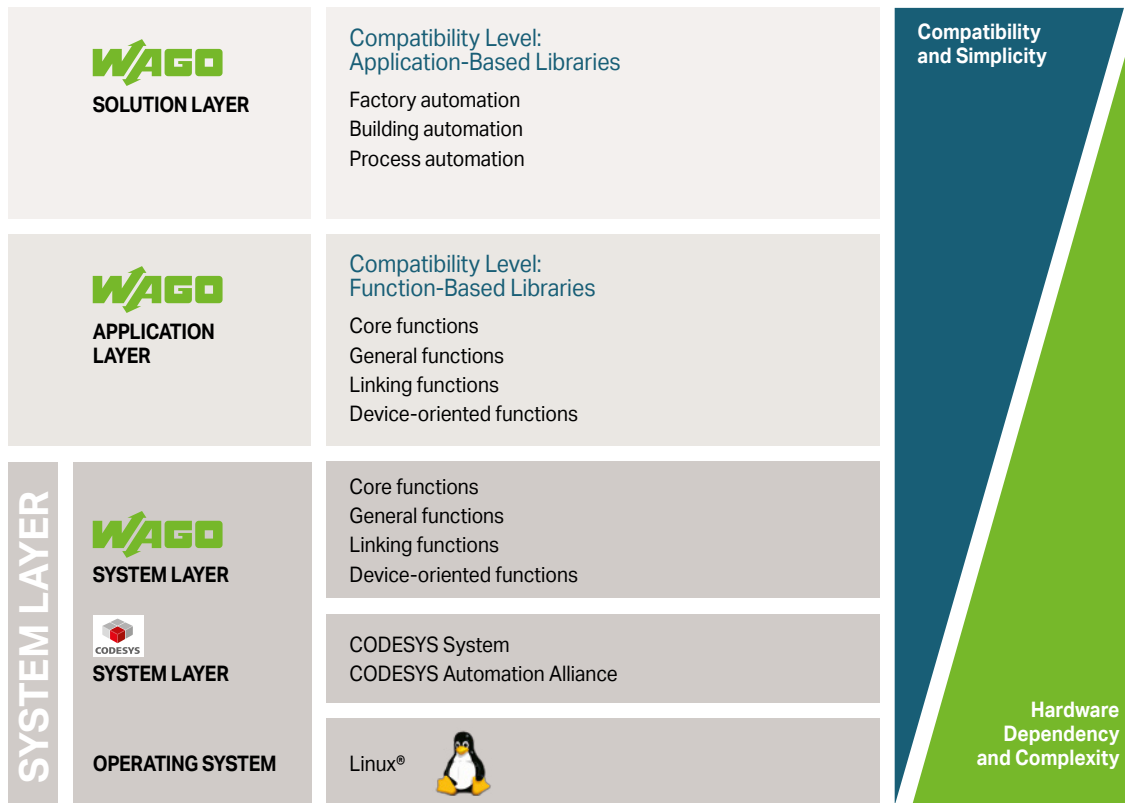 WAGO
SOLUTION LAYER
Compatibility Level:
Application-Based Libraries
Factory automation
Building automation
Process automation
WAGO
APPLICATION
LAYER
Compatibility Level:
Function-Based Libraries
Core functions
General functions
Linking functions
Device-oriented functions
SYSTEM LAYER
WAGO
SYSTEM LAYER
Core functions
General functions
Linking functions
Device-oriented functions
CODESYS
SYSTEM LAYER
CODESYS System
CODESYS Automation Alliance
OPERATING SYSTEM
Linux®
Compatibility
and Simplicity
Hardware
Dependency
and Complexity